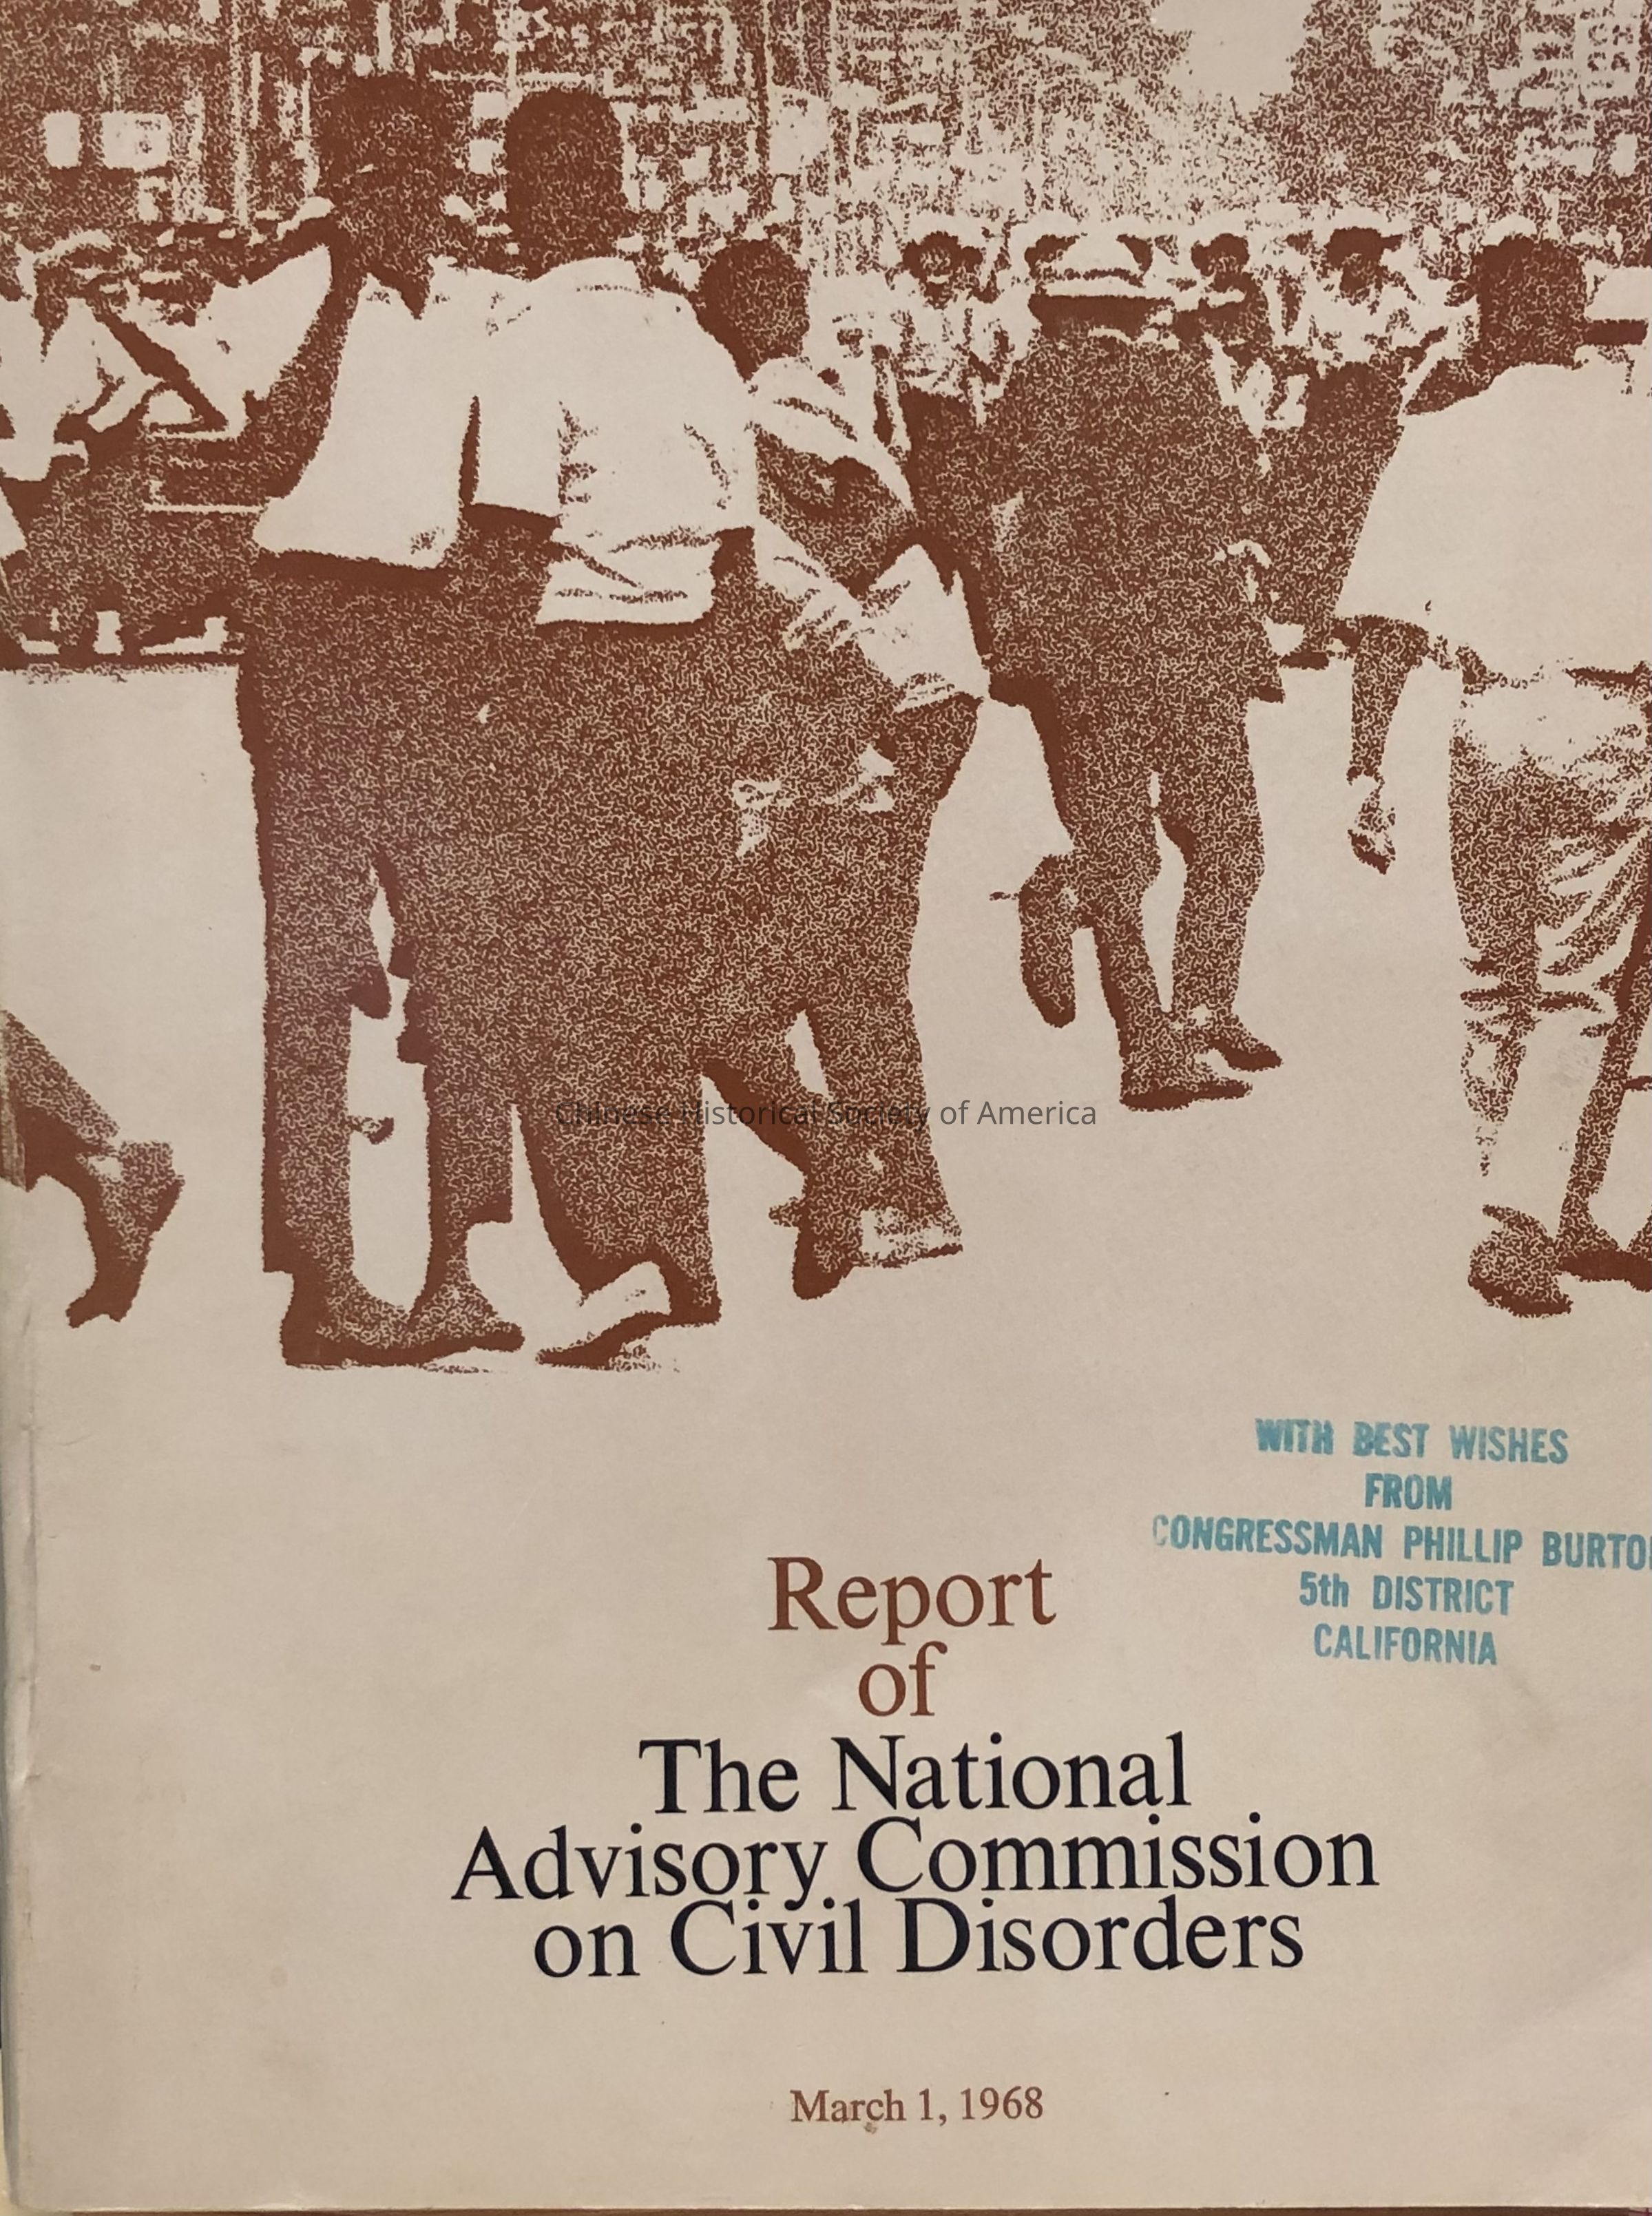 Chinese Historical Society of America
WITH BEST WISHES
FROM
CONGRESSMAN PHILLIP BURTO
5th DISTRICT
CALIFORNIA
Report
of
The National
Advisory Commission
on Civil Disorders
March 1, 1968